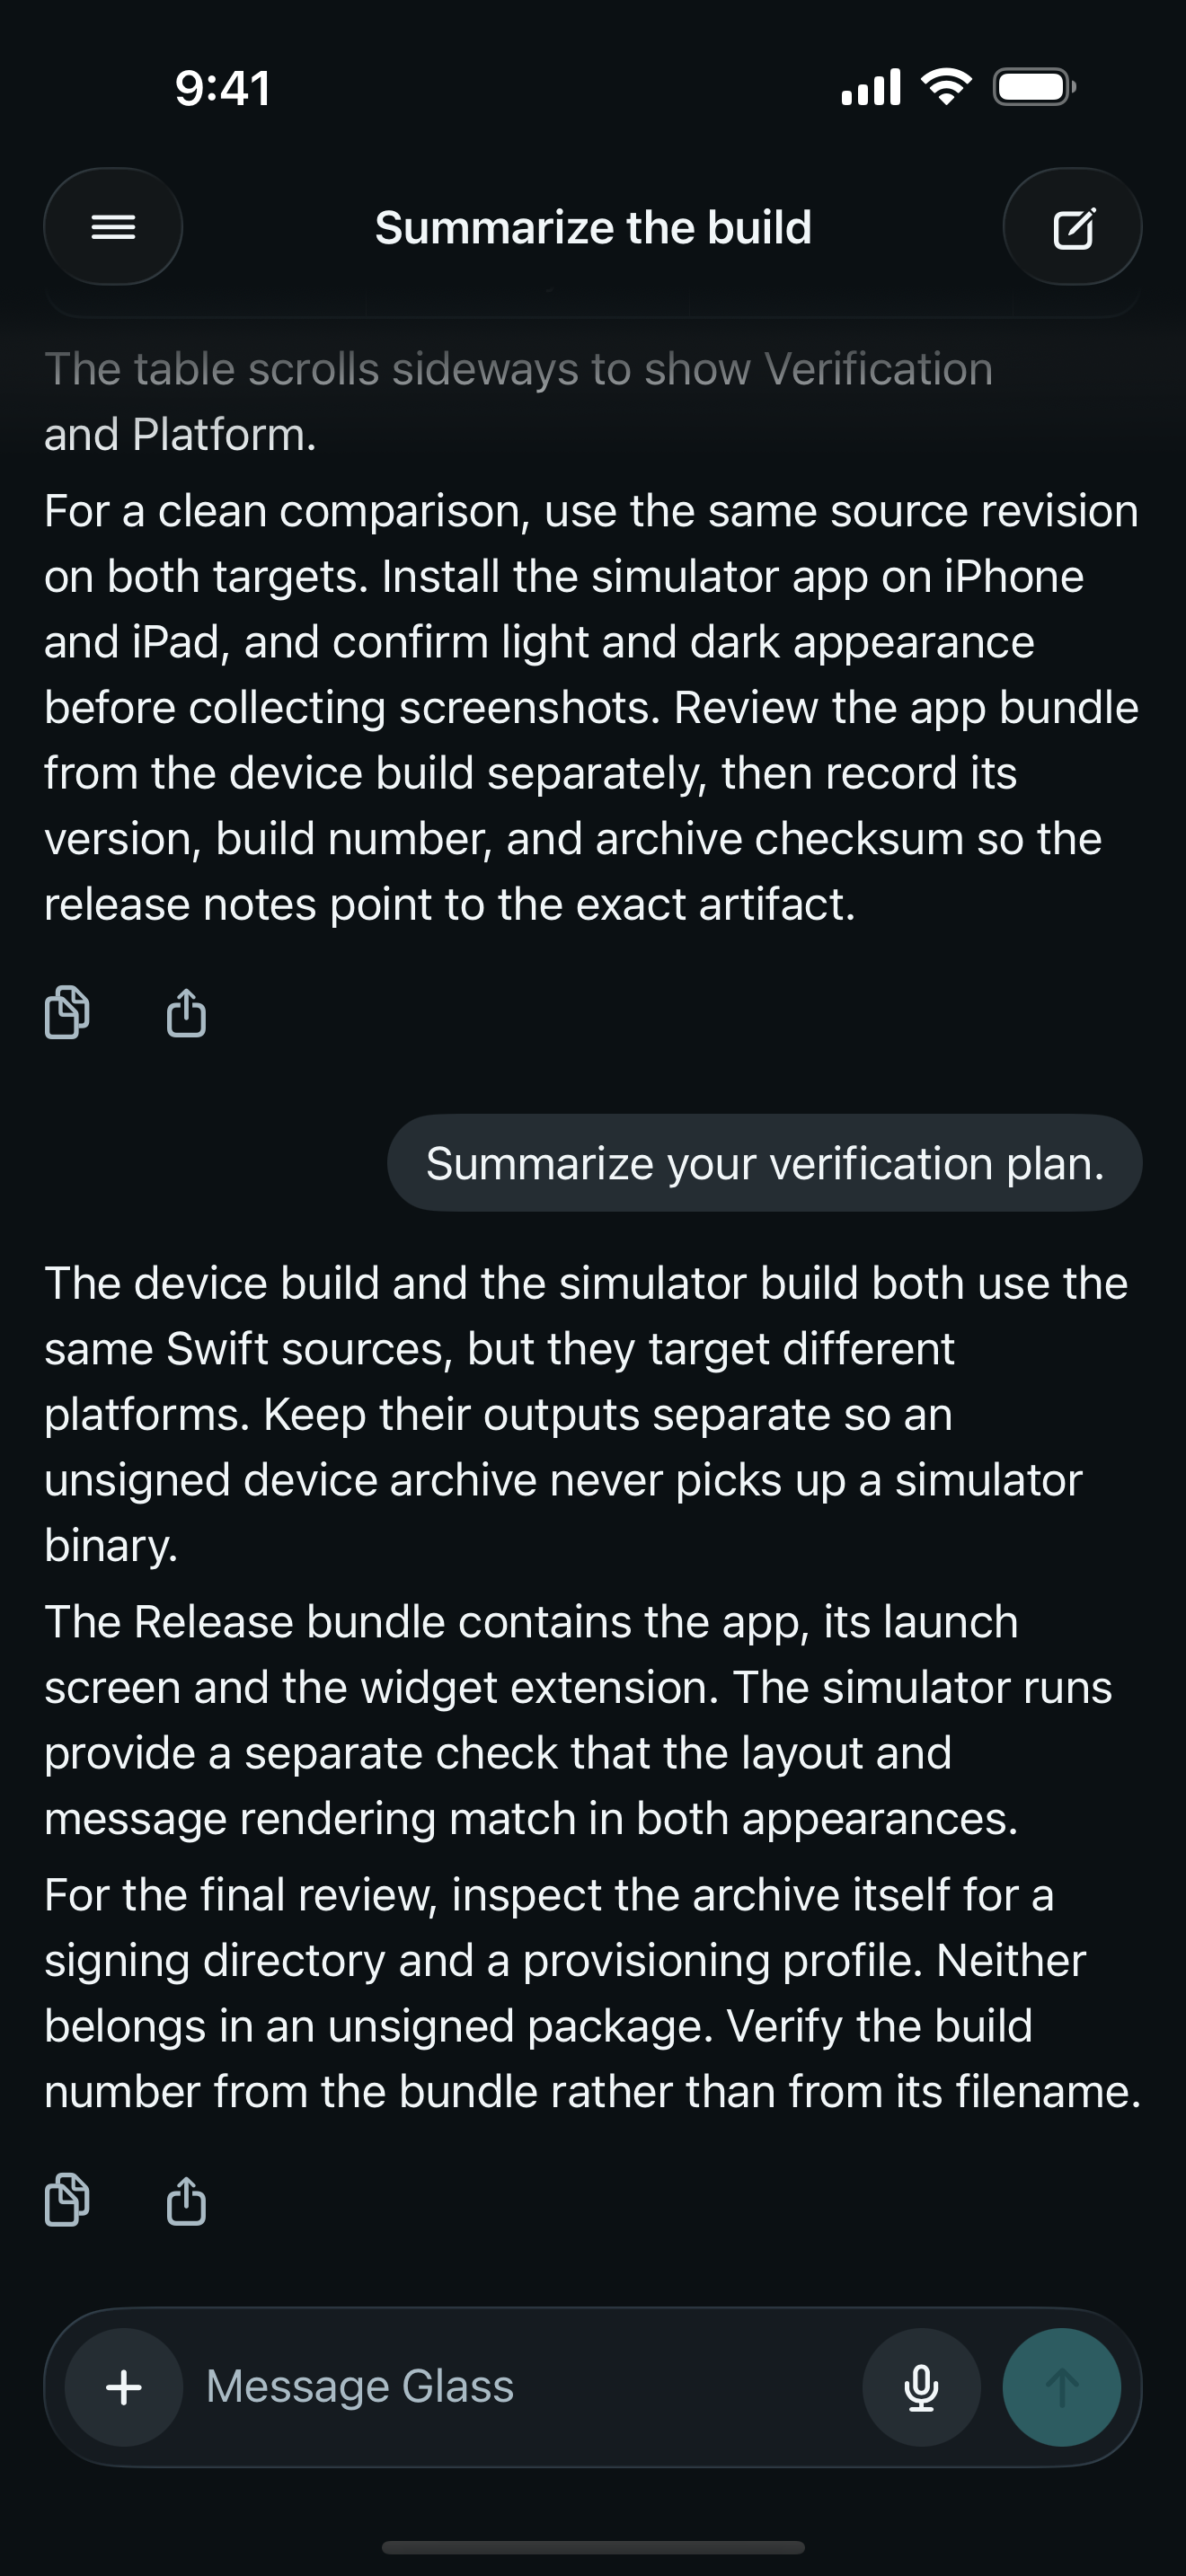 9:41
Summarize the build
The table scrolls sideways to show Verification
and Platform.
For a clean comparison, use the same source revision
on both targets. Install the simulator app on iPhone
and iPad, and confirm light and dark appearance
before collecting screenshots. Review the app bundle
from the device build separately, then record its
version, build number, and archive checksum so the
release notes point to the exact artifact.
Summarize your verification plan.
The device build and the simulator build both use the
same Swift sources, but they target different
platforms. Keep their outputs separate so an
unsigned device archive never picks up a simulator
binary.
The Release bundle contains the app, its launch
screen and the widget extension. The simulator runs
provide a separate check that the layout and
message rendering match in both appearances.
For the final review, inspect the archive itself for a
signing directory and a provisioning profile. Neither
belongs in an unsigned package. Verify the build
number from the bundle rather than from its filename.
Message Glass